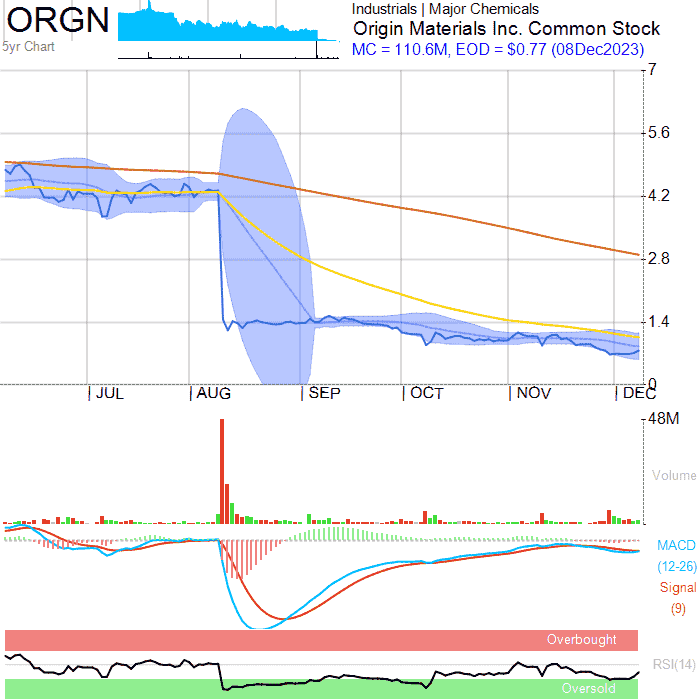 ORGN
5yr Chart
Industrials | Major Chemicals
Origin Materials Inc. Common Stock
MC = 110.6M, EOD = $0.77 (08Dec2023)
7
5.6
4.2
2.8
1.4
0
JUL
AUG
SEP
OCT
NOV
DEC
48M
Volume
MACD
(12-26)
Signal
(9)
Overbought
RSI(14)
Oversold